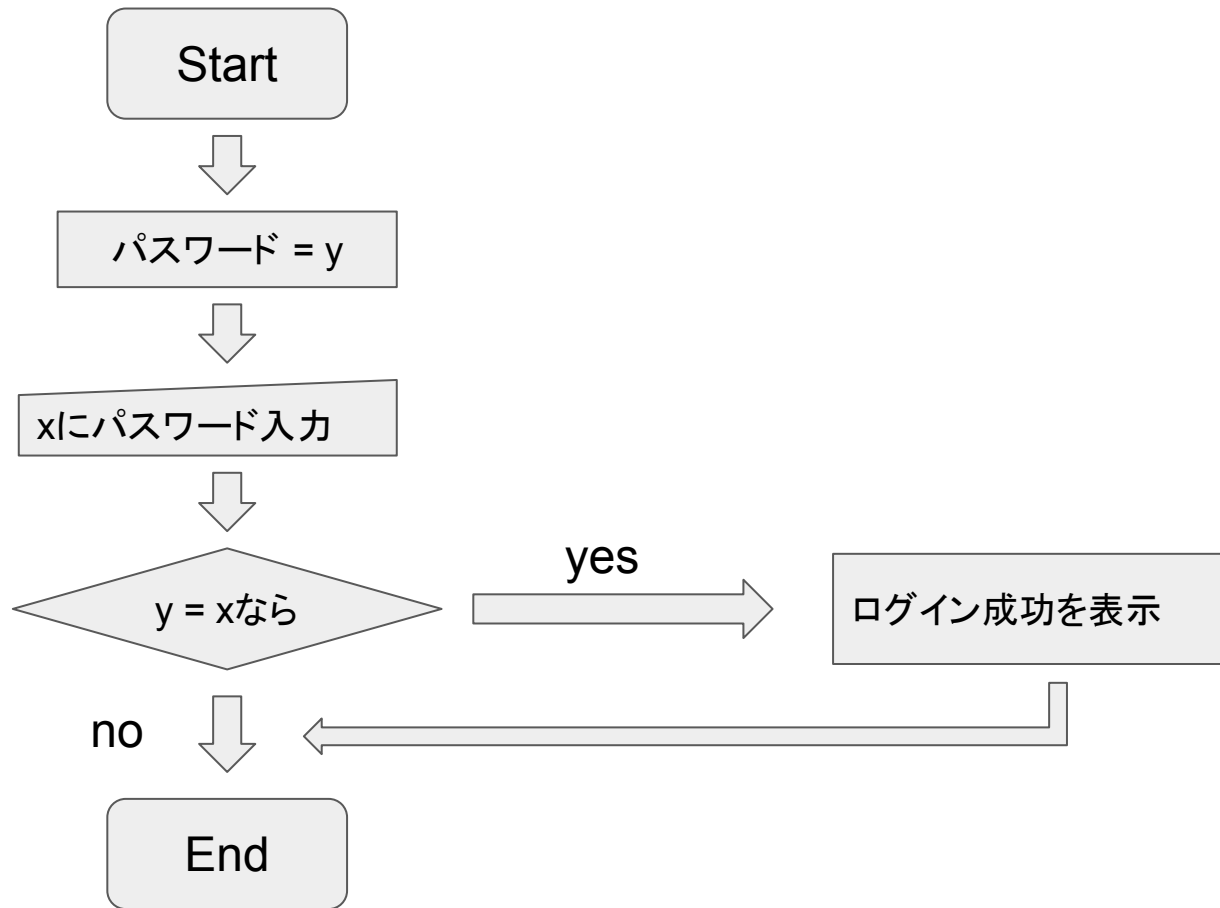 Start
パスワード = y
xにパスワード入力
y = xなら
yes
ログイン成功を表示
no
End